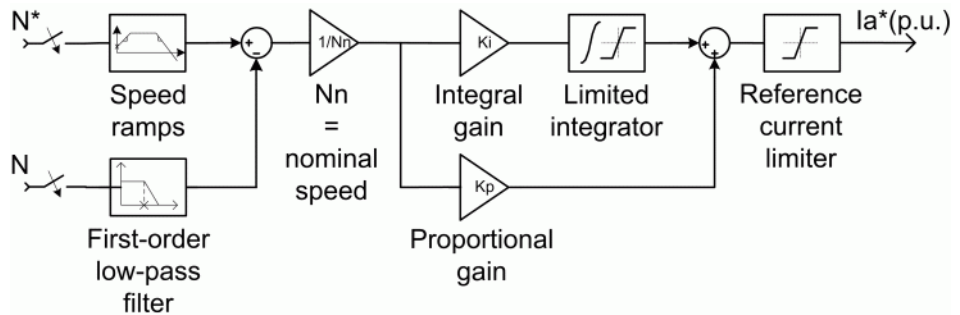 N*
Ia*(p.u.)
+
-
1/Nn
Ki
+
+
Speed
ramps
Nn
=
nominal
speed
Integral
gain
Limited
integrator
Reference
current
limiter
N
Kp
First-order
low-pass
filter
Proportional
gain